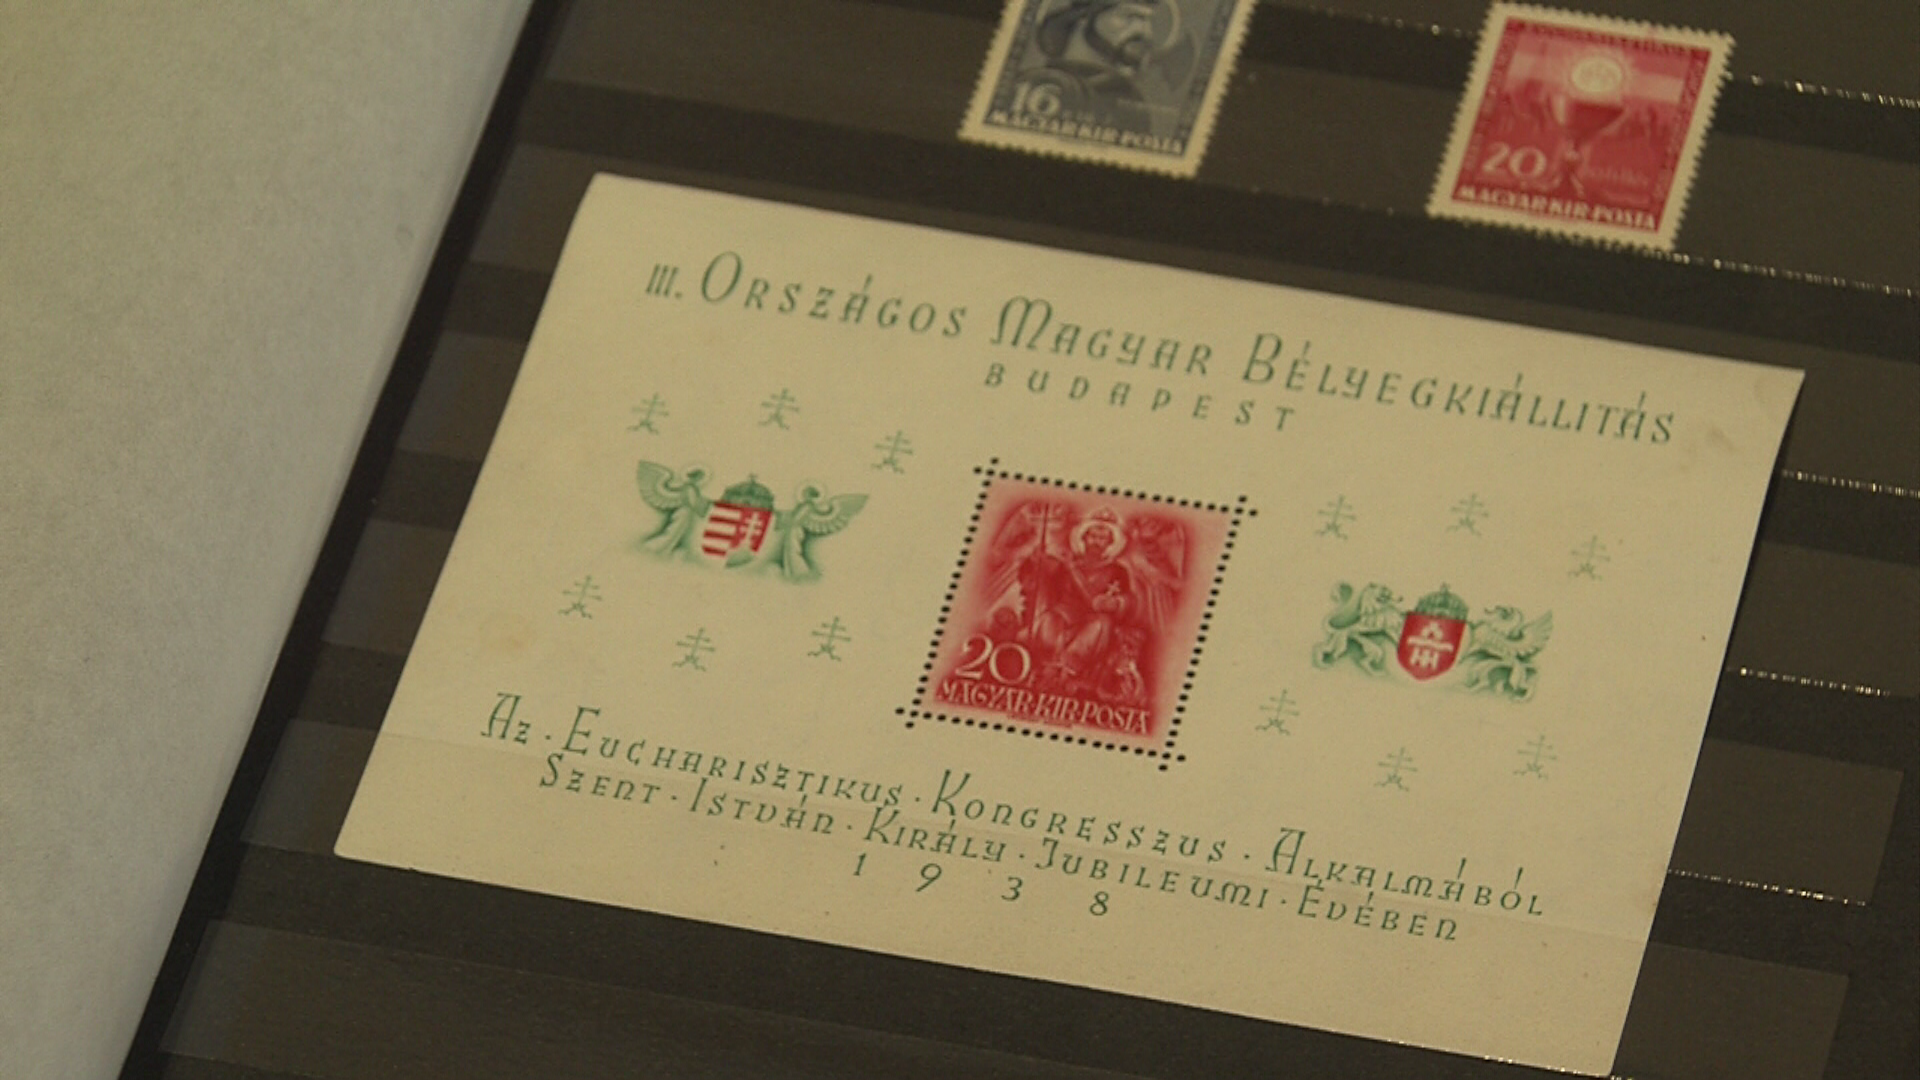 16
MAGYAR·KIR·POSTA
20
MAGYAR·KIR·POSTA
III. ORSZÁGOS MAGYAR BÉLYEGKIÁLLITÁS
BUDAPEST
20
MAGYAR·KIR·POSTA
AZ · EUCHARISZTIKUS · KONGRESSZUS · ALKALMÁBÓL
SZENT · ISTVÁN · KIRÁLY · JUBILEUMI · ÉVÉBEN
1938